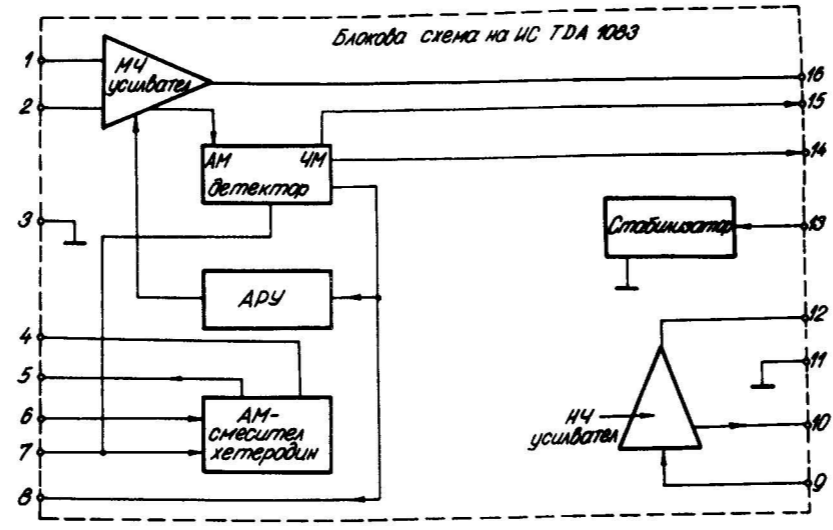 Блокова схема на ИС TDA 1083
1
МЧ
усилвател
16
2
15
АМ ЧМ
детектор
14
3
Стабилизатор
13
АРУ
12
4
11
5
6
АМ-
смесител
хетеродин
НЧ
усилвател
10
7
8
9